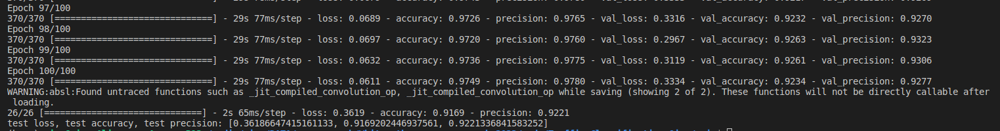 Epoch 97/100
370/370 [==============================] - 29s 77ms/step - loss: 0.0689 - accuracy: 0.9726 - precision: 0.9765 - val_loss: 0.3316 - val_accuracy: 0.9232 - val_precision: 0.9270
Epoch 98/100
370/370 [==============================] - 29s 77ms/step - loss: 0.0697 - accuracy: 0.9720 - precision: 0.9760 - val_loss: 0.2967 - val_accuracy: 0.9263 - val_precision: 0.9323
Epoch 99/100
370/370 [==============================] - 29s 77ms/step - loss: 0.0632 - accuracy: 0.9736 - precision: 0.9775 - val_loss: 0.3119 - val_accuracy: 0.9261 - val_precision: 0.9306
Epoch 100/100
370/370 [==============================] - 29s 77ms/step - loss: 0.0611 - accuracy: 0.9749 - precision: 0.9780 - val_loss: 0.3334 - val_accuracy: 0.9234 - val_precision: 0.9277
WARNING:absl:Found untraced functions such as _jit_compiled_convolution_op, _jit_compiled_convolution_op while saving (showing 2 of 2). These functions will not be directly callable after
loading.
26/26 [==============================] - 2s 65ms/step - loss: 0.3619 - accuracy: 0.9169 - precision: 0.9221
test loss, test accuracy, test precision: [0.36186647415161133, 0.9169202446937561, 0.9221336841583252]